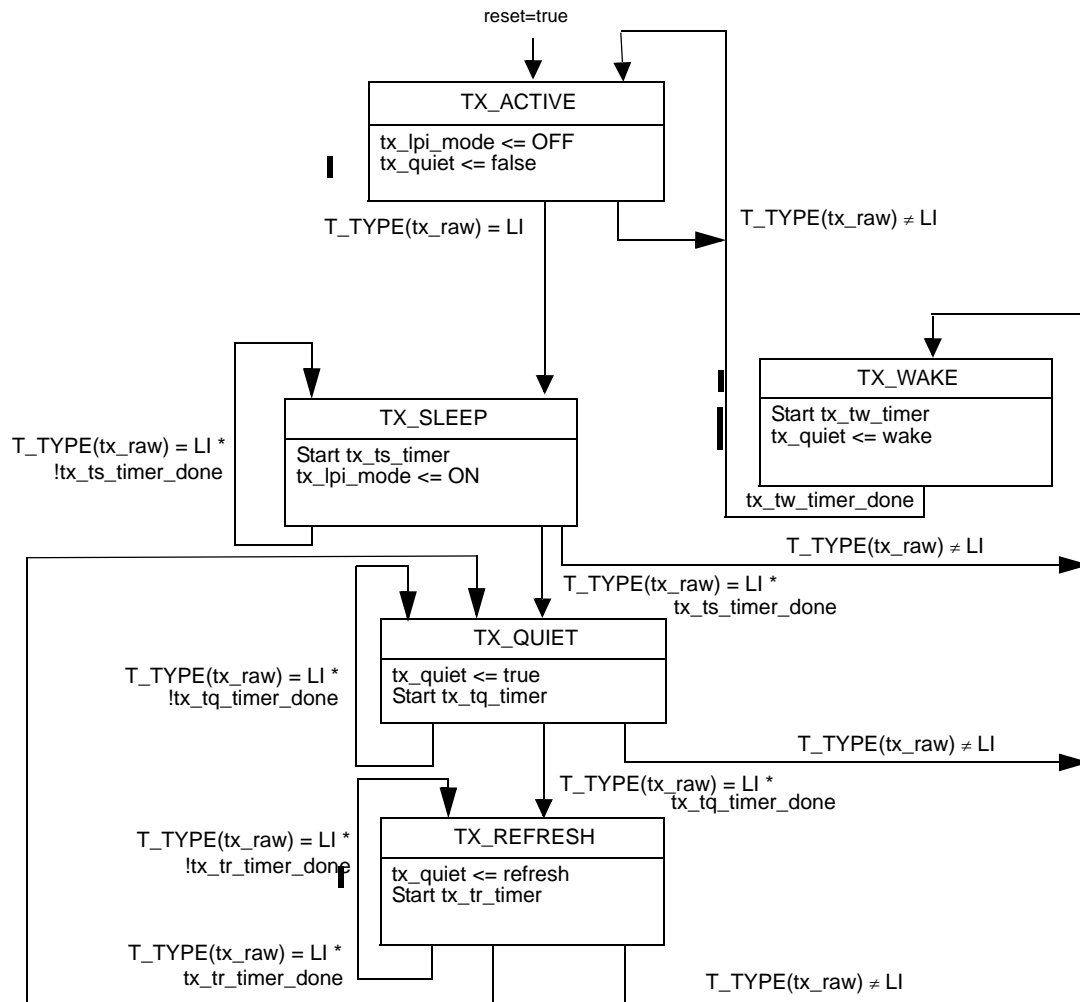 reset=true
TX_ACTIVE
tx_lpi_mode <= OFF
tx_quiet <= false
T_TYPE(tx_raw) = LI
T_TYPE(tx_raw) ≠ LI
TX_WAKE
Start tx_tw_timer
tx_quiet <= wake
tx_tw_timer_done
TX_SLEEP
Start tx_ts_timer
tx_lpi_mode <= ON
T_TYPE(tx_raw) = LI *
!tx_ts_timer_done
T_TYPE(tx_raw) ≠ LI
T_TYPE(tx_raw) = LI *
tx_ts_timer_done
TX_QUIET
tx_quiet <= true
Start tx_tq_timer
T_TYPE(tx_raw) = LI *
!tx_tq_timer_done
T_TYPE(tx_raw) ≠ LI
T_TYPE(tx_raw) = LI *
tx_tq_timer_done
TX_REFRESH
tx_quiet <= refresh
Start tx_tr_timer
T_TYPE(tx_raw) = LI *
!tx_tr_timer_done
T_TYPE(tx_raw) = LI *
tx_tr_timer_done
T_TYPE(tx_raw) ≠ LI